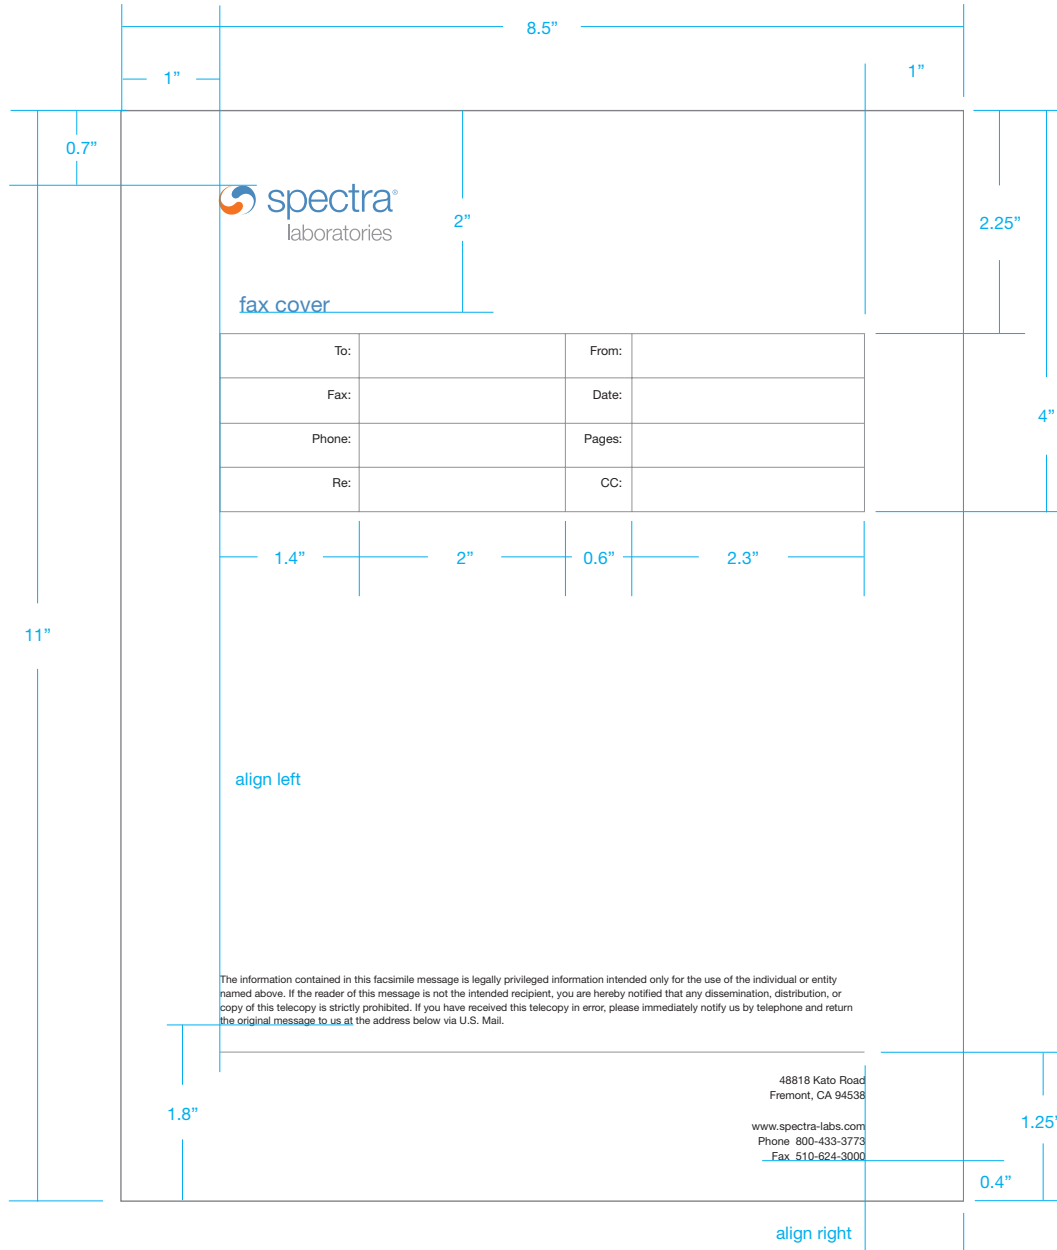 8.5”
1”
1”
0.7”
spectra®
laboratories
2”
2.25”
fax cover
To:
From:
Fax:
Date:
4”
Phone:
Pages:
Re:
CC:
1.4”
2”
0.6”
2.3”
11”
align left
The information contained in this facsimile message is legally privileged information intended only for the use of the individual or entity
named above. If the reader of this message is not the intended recipient, you are hereby notified that any dissemination, distribution, or
copy of this telecopy is strictly prohibited. If you have received this telecopy in error, please immediately notify us by telephone and return
the original message to us at the address below via U.S. Mail.
48818 Kato Road
Fremont, CA 94538
1.8”
1.25”
www.spectra-labs.com
Phone 800-433-3773
Fax 510-624-3000
0.4”
align right